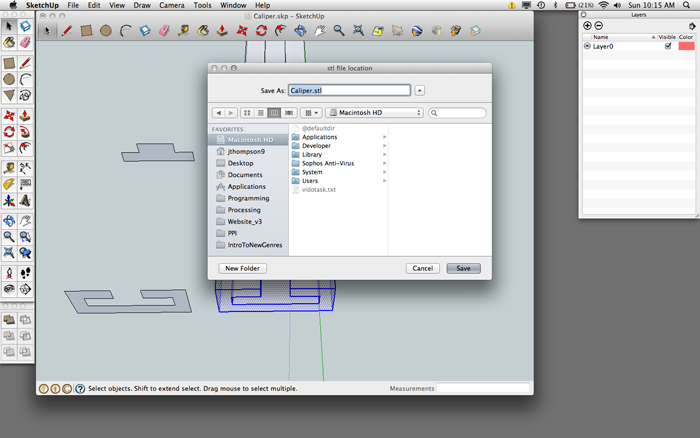 SketchUp File Edit View Draw Camera Tools Window Help (21%) Sun 10:15 AM
Caliper.skp - SketchUp
Layers
Name Visible Color
Layer0
stl file location
Save As: Caliper.stl
Macintosh HD
FAVORITES
Macintosh HD
jthompson9
Desktop
Documents
Applications
Programming
Processing
Website_v3
PPI
IntroToNewGenres
@defaultdir
Applications
Developer
Library
Sophos Anti-Virus
System
Users
vidotask.txt
New Folder Cancel Save
Select objects. Shift to extend select. Drag mouse to select multiple. Measurements